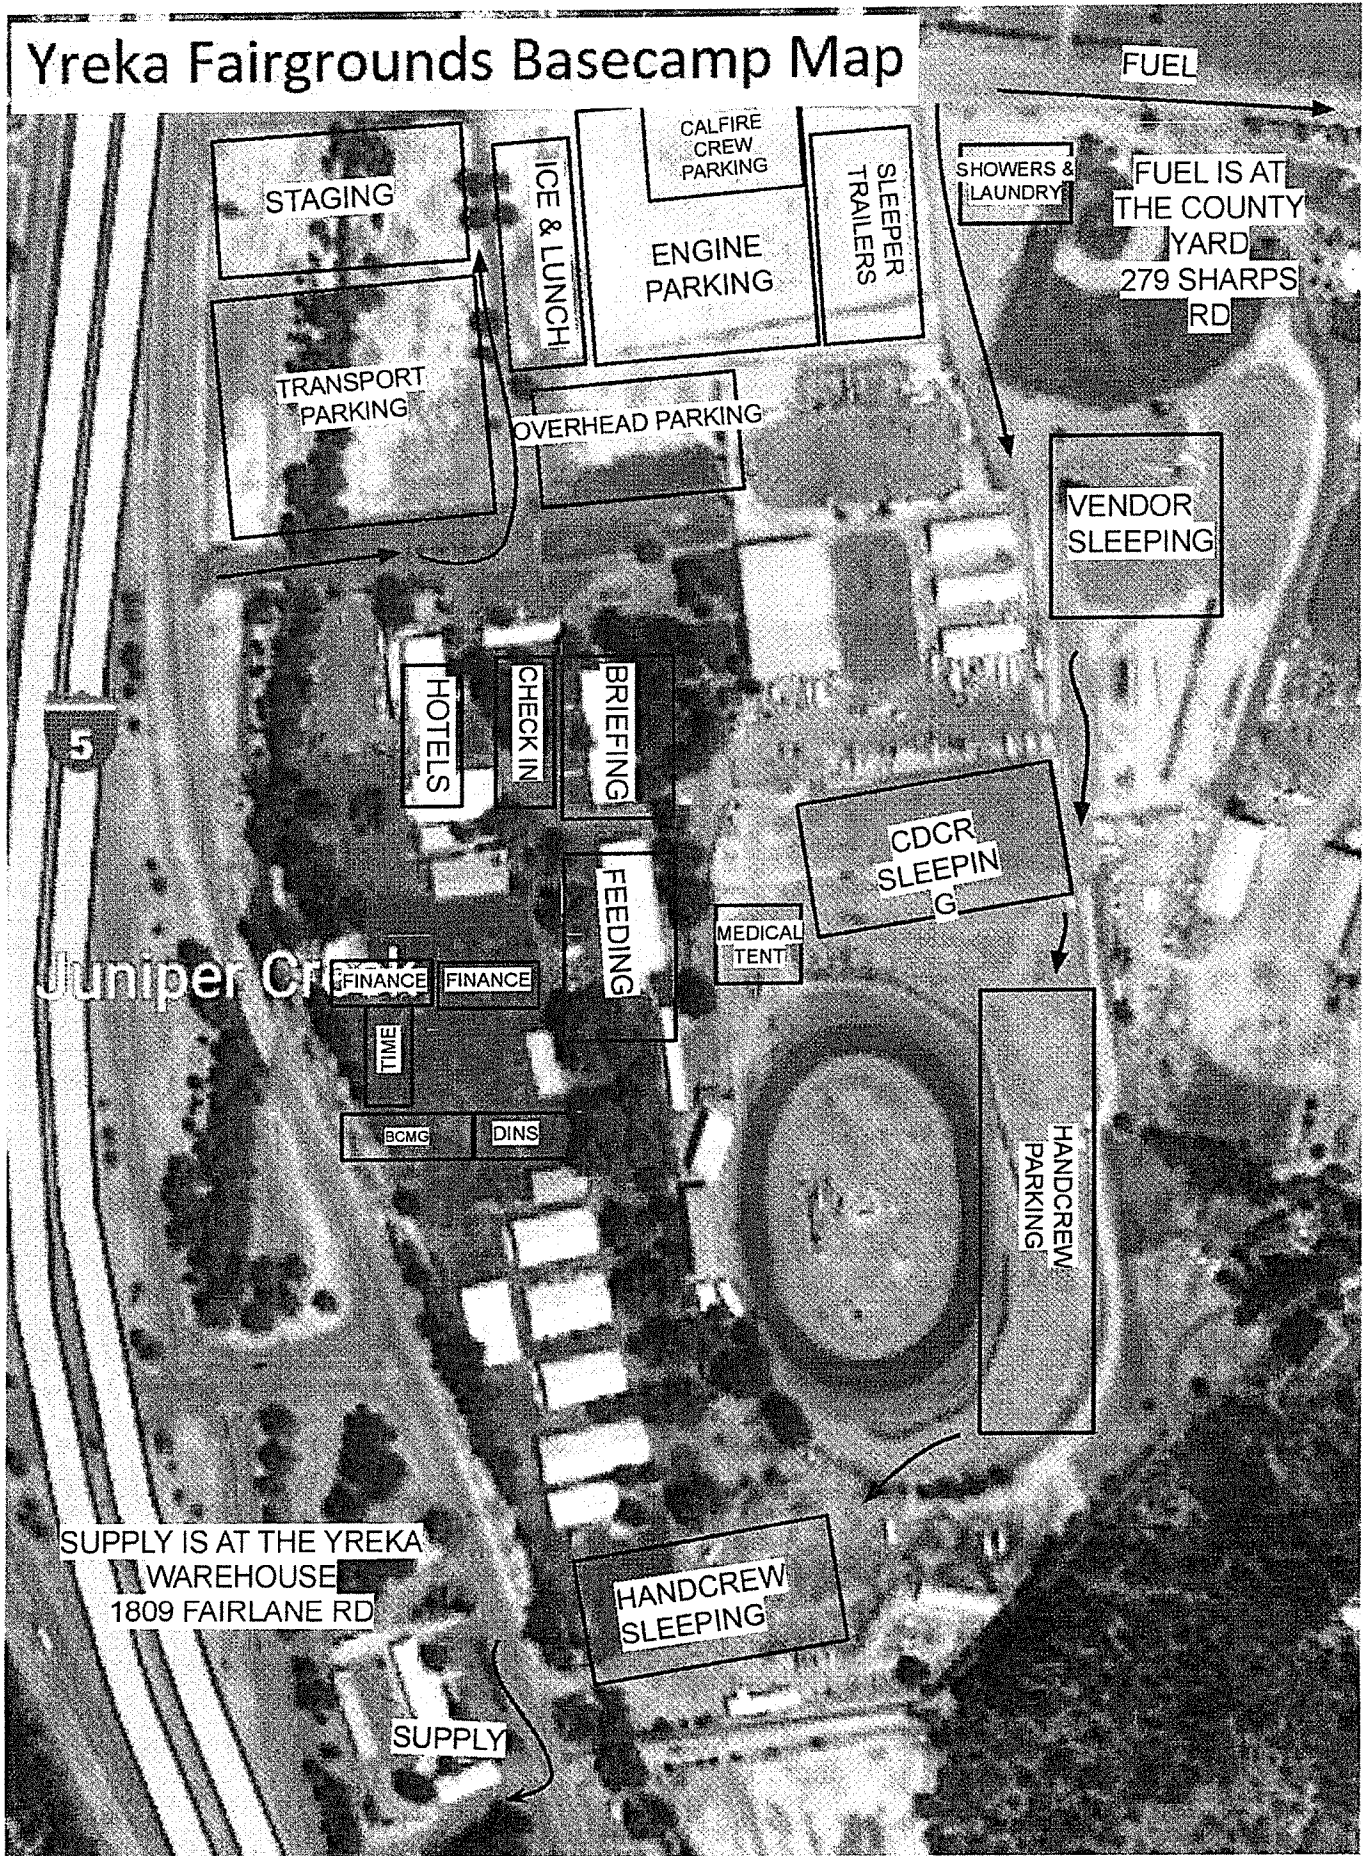 Yreka Fairgrounds Basecamp Map
FUEL
STAGING
ICE & LUNCH
CALFIRE
CREW
PARKING
ENGINE
PARKING
SLEEPER
TRAILERS
SHOWERS &
LAUNDRY
FUEL IS AT
THE COUNTY
YARD
279 SHARPS
RD
TRANSPORT
PARKING
OVERHEAD PARKING
VENDOR
SLEEPING
HOTELS
CHECK IN
BRIEFING
5
CDCR
SLEEPIN
G
FEEDING
MEDICAL
TENT
Juniper
FINANCE
FINANCE
TIME
BCMG
DINS
HANDCREW
PARKING
SUPPLY IS AT THE YREKA
WAREHOUSE
1809 FAIRLANE RD
HANDCREW
SLEEPING
SUPPLY